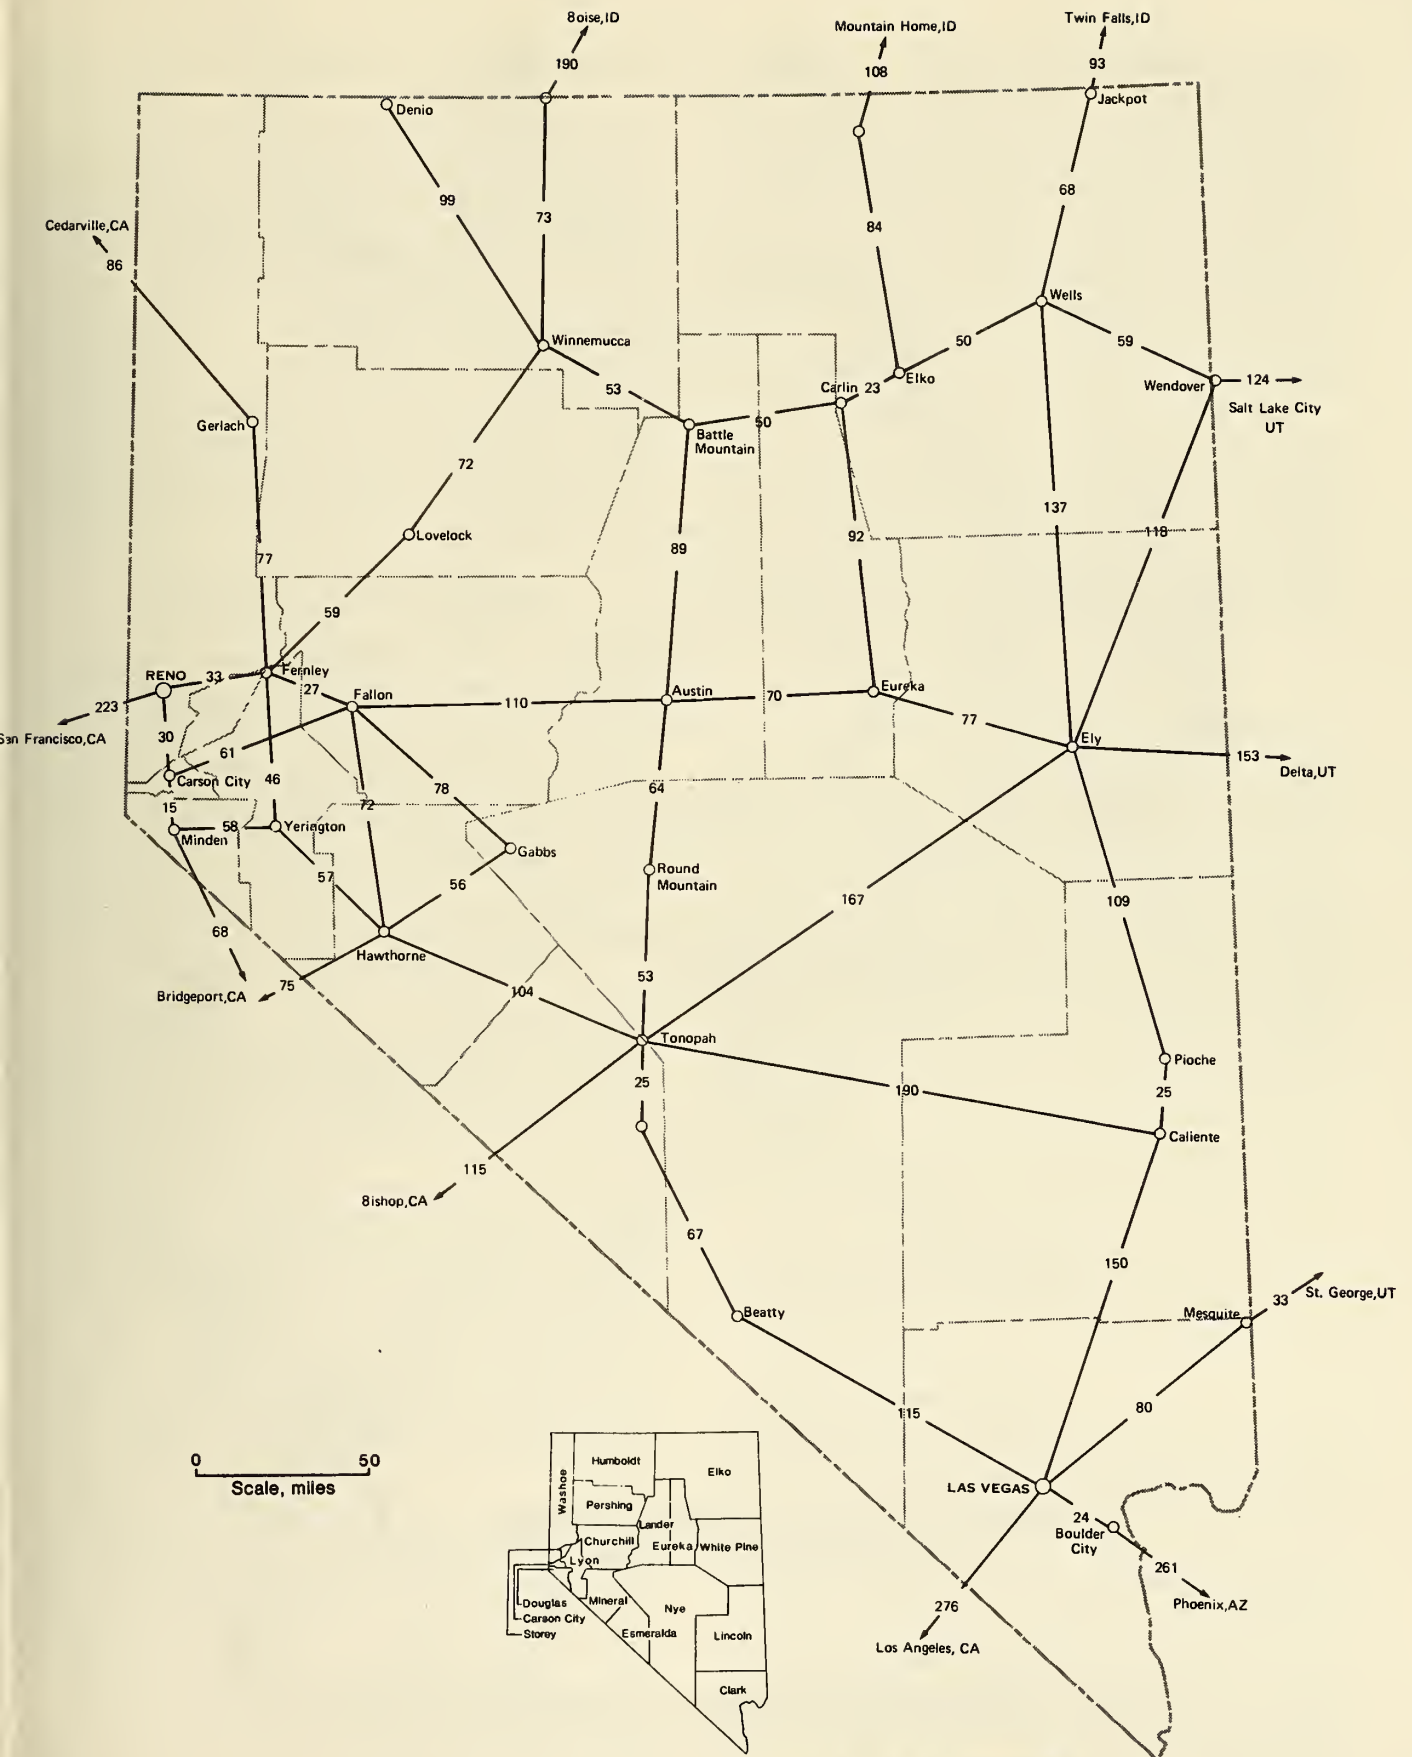 8oise,ID
Mountain Home,ID
Twin Falls,ID
190
108
93
Denio
Jackpot
99
73
68
84
Cedarville,CA
86
Wells
Winnemucca
50
59
53
Carlin 23
Elko
Wendover
124
Salt Lake City
UT
Gerlach
50
Battle
Mountain
72
137
118
Lovelock
89
92
77
59
RENO
33
Fernley
27
Fallon
Austin
Eureka
110
70
223
77
San Francisco,CA
30
61
Ely
153
Delta,UT
Carson City
46
78
64
15
72
58
Yerington
Minden
Gabbs
Round
Mountain
57
56
167
109
68
Hawthorne
53
75
104
Bridgeport,CA
Tonopah
Pioche
25
190
25
Caliente
115
8ishop,CA
67
150
33
St. George,UT
Beatty
Mesquite
115
80
0 50
Scale, miles
LAS VEGAS
24
Boulder
City
261
Phoenix,AZ
276
Los Angeles, CA
Washoe
Humboldt
Elko
Pershing
Lander
Churchill
Eureka
White Pine
Lyon
Douglas
Mineral
Nye
Carson City
Storey
Esmeralda
Lincoln
Clark